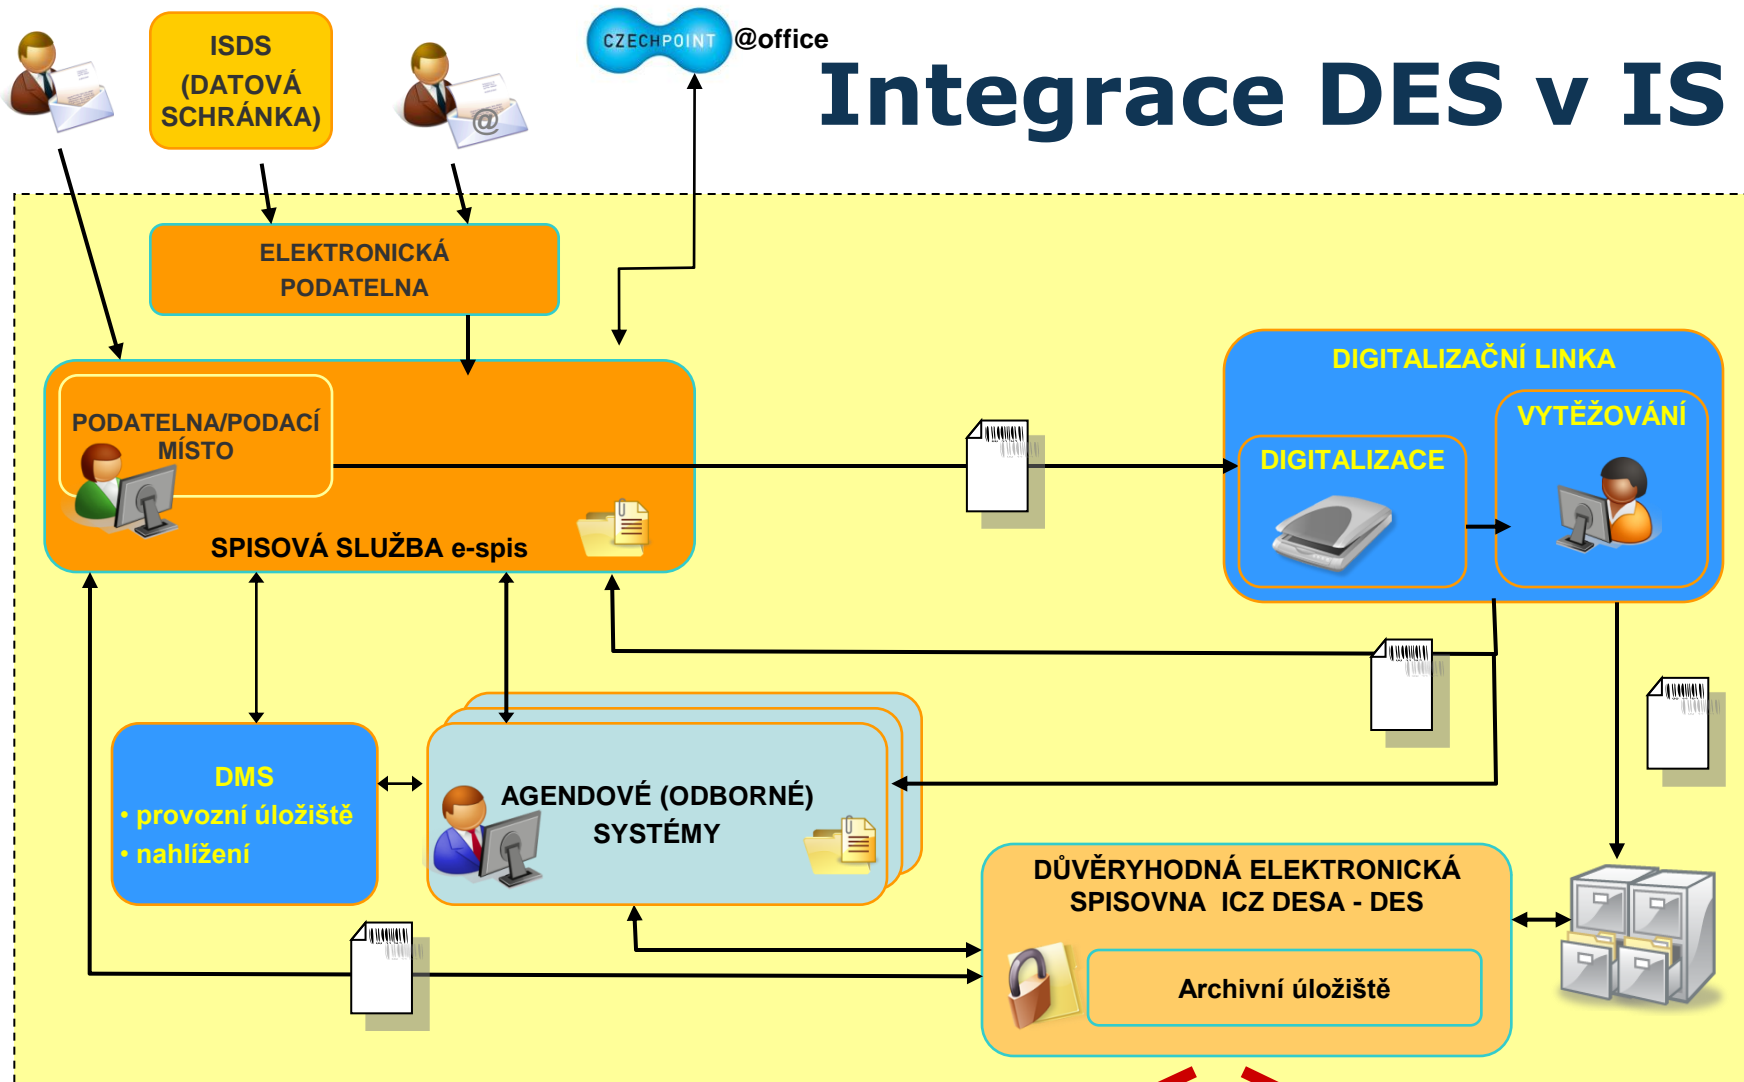 ISDS
(DATOVÁ
SCHRÁNKA)
@
CZECHPOINT
@office
Integrace DES v IS
ELEKTRONICKÁ
PODATELNA
PODATELNA/PODACÍ
MÍSTO
SPISOVÁ SLUŽBA e-spis
DIGITALIZAČNÍ LINKA
VYTĚŽOVÁNÍ
DIGITALIZACE
DMS
• provozní úložiště
• nahlížení
AGENDOVÉ (ODBORNÉ)
SYSTÉMY
DŮVĚRYHODNÁ ELEKTRONICKÁ
SPISOVNA ICZ DESA - DES
Archivní úložiště